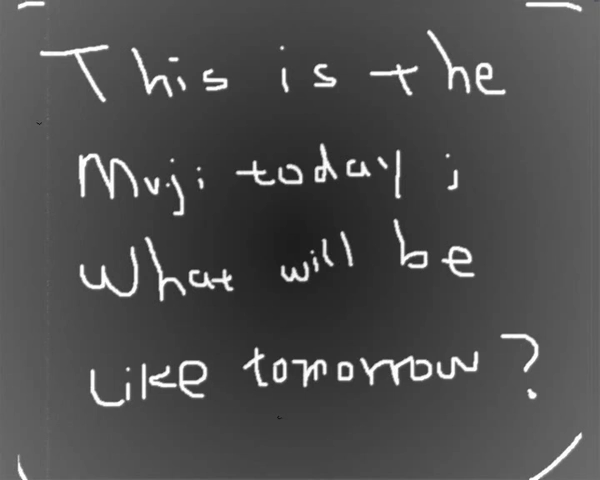 This is the
Muji today ;
What will be
Like tomorrow?